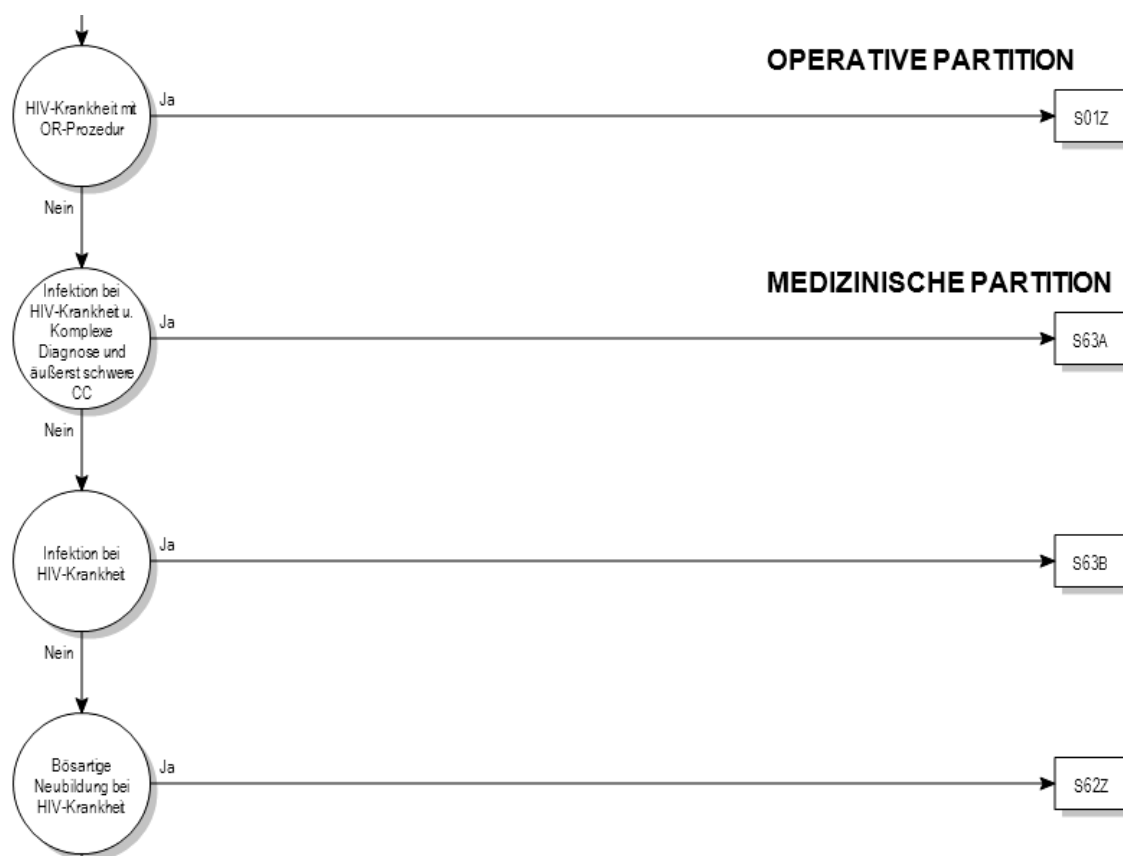 OPERATIVE PARTITION
HIV-Krankheit mit
OR-Prozedur
Ja
S01Z
Nein
MEDIZINISCHE PARTITION
Infektion bei
HIV-Krankheit u.
Komplexe
Diagnose und
äußerst schwere
CC
Ja
S63A
Nein
Infektion bei
HIV-Krankheit
Ja
S63B
Nein
Bösartige
Neubildung bei
HIV-Krankheit
Ja
S62Z